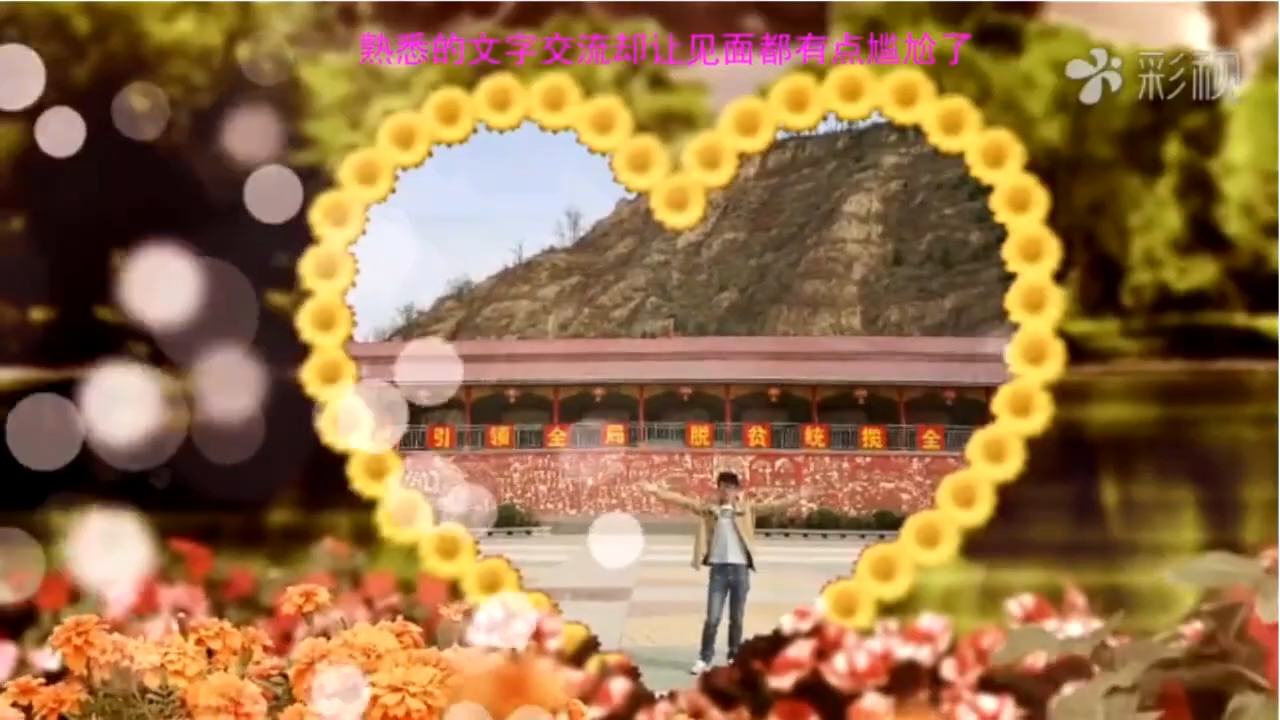 熟悉的文字交流却让见面都有点尴尬了
彩视
引领全局 脱贫统揽全